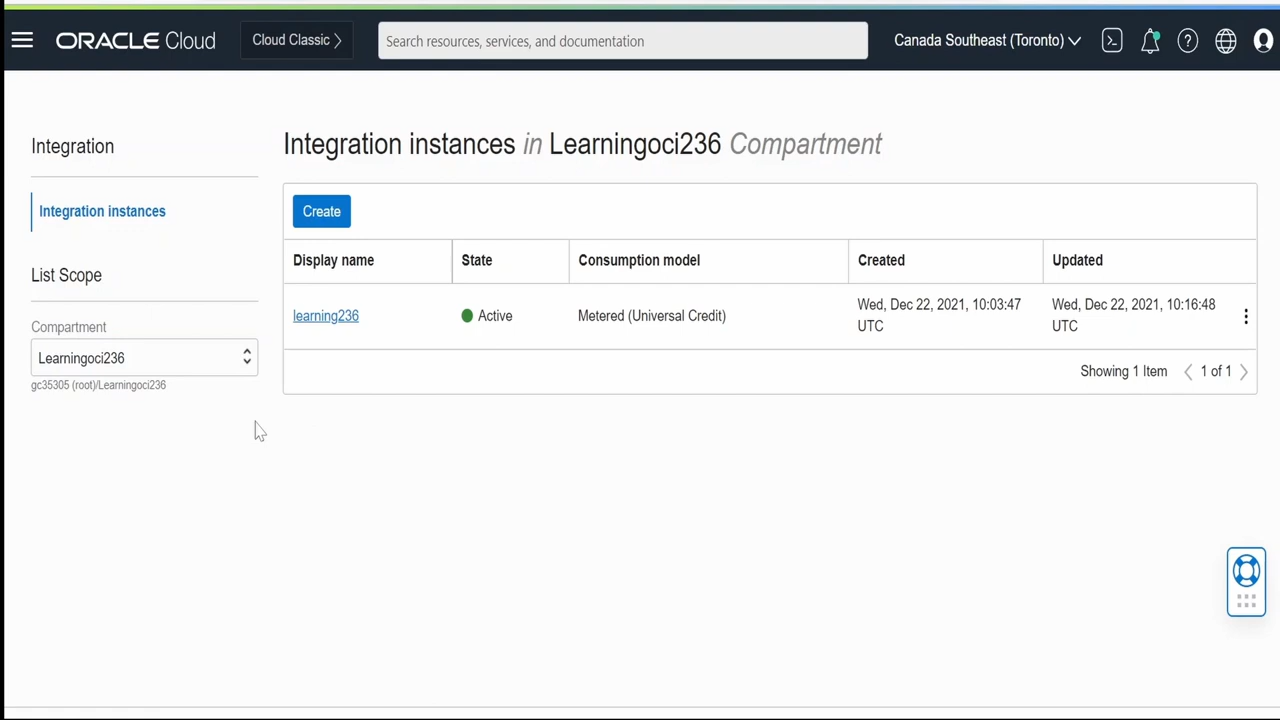 ORACLE Cloud
Cloud Classic
Search resources, services, and documentation
Canada Southeast (Toronto)
Integration
Integration instances
List Scope
Compartment
Learningoci236
gc35305 (root)/Learningoci236
Integration instances in Learningoci236 Compartment
Create
Display name State Consumption model Created Updated
learning236 Active Metered (Universal Credit) Wed, Dec 22, 2021, 10:03:47 UTC Wed, Dec 22, 2021, 10:16:48 UTC
Showing 1 Item 1 of 1